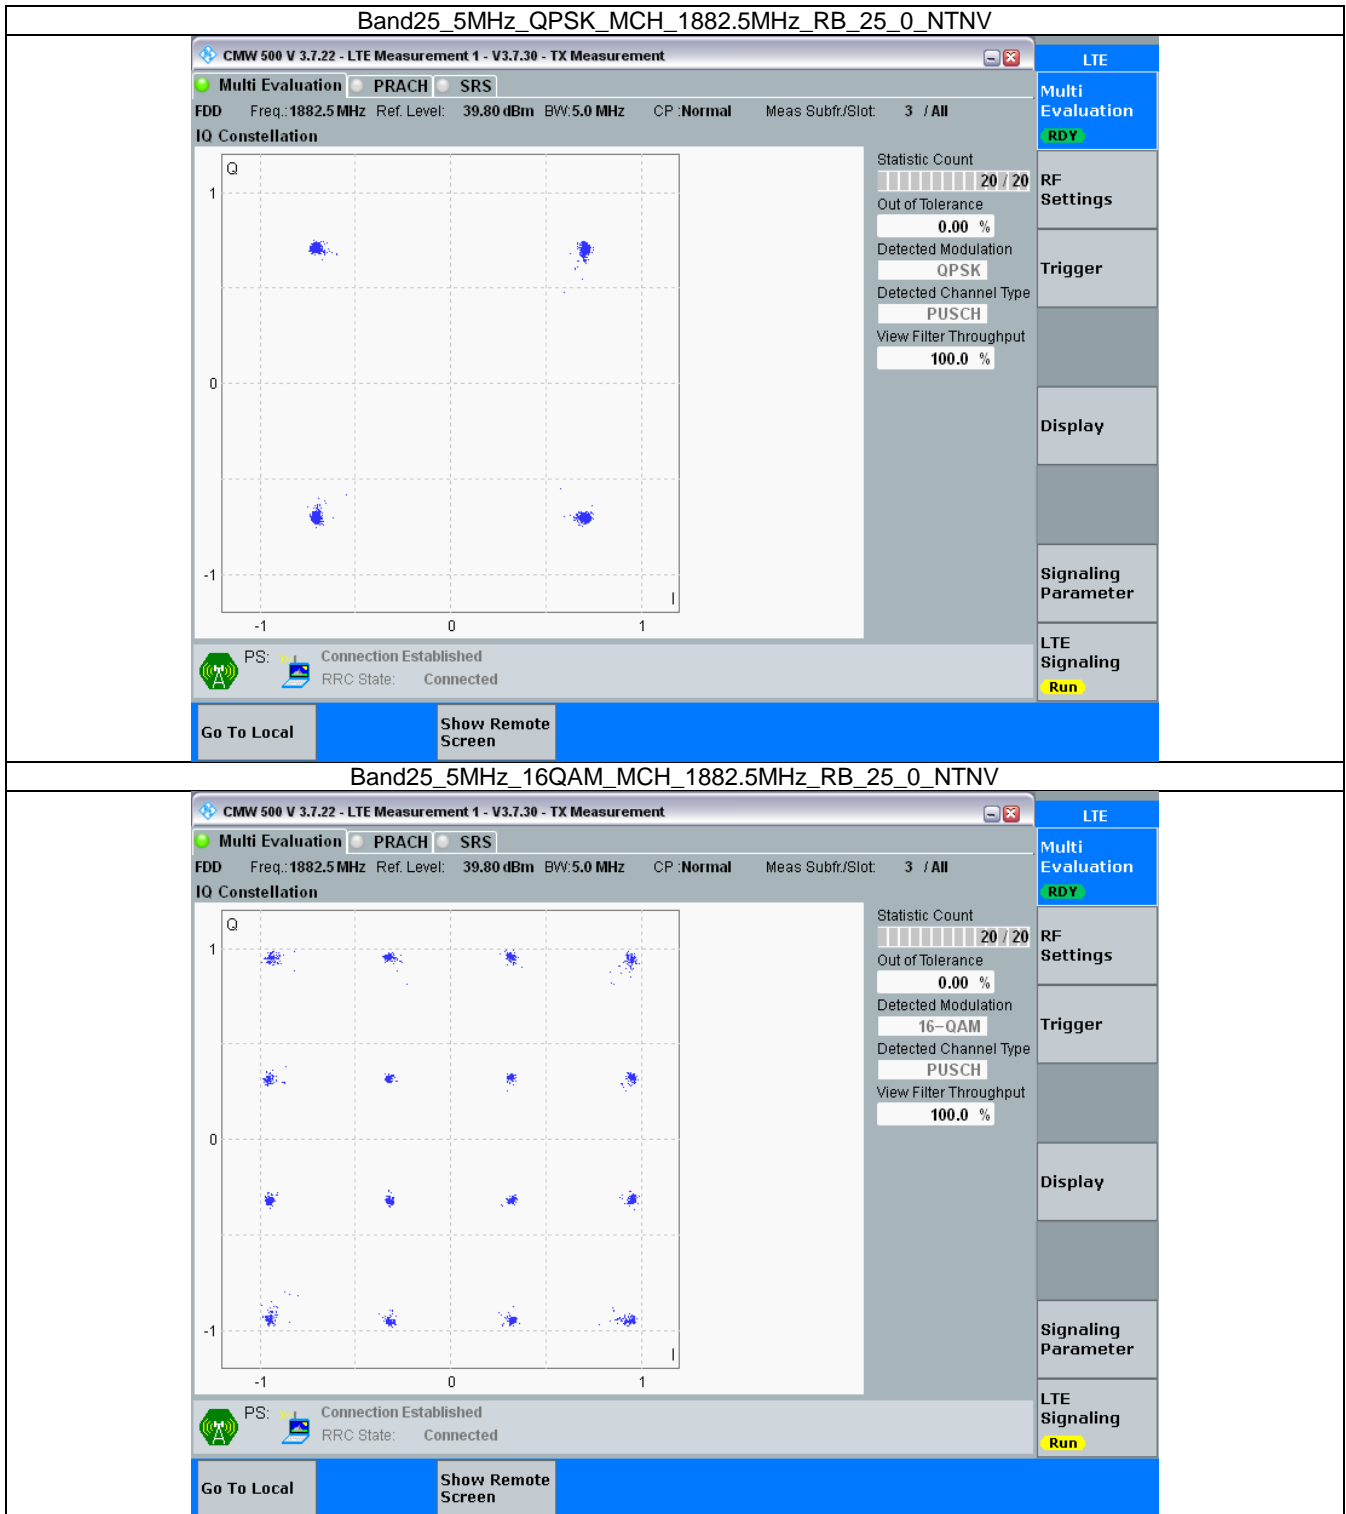 Band25_5MHz_QPSK_MCH_1882.5MHz_RB_25_0_NTNV
CMW 500 V 3.7.22 - LTE Measurement 1 - V3.7.30 - TX Measurement
LTE
Multi Evaluation PRACH SRS
Multi
Evaluation
RDY
FDD Freq.: 1882.5 MHz Ref. Level: 39.80 dBm BW: 5.0 MHz CP : Normal Meas Subfr./Slot: 3 / All
IQ Constellation
Q
1
0
-1
-1 0 1
I
Statistic Count
20 / 20
Out of Tolerance
0.00 %
Detected Modulation
QPSK
Detected Channel Type
PUSCH
View Filter Throughput
100.0 %
RF
Settings
Trigger
Display
Signaling
Parameter
LTE
Signaling
Run
PS: Connection Established
RRC State: Connected
Go To Local
Show Remote
Screen
Band25_5MHz_16QAM_MCH_1882.5MHz_RB_25_0_NTNV
CMW 500 V 3.7.22 - LTE Measurement 1 - V3.7.30 - TX Measurement
LTE
Multi Evaluation PRACH SRS
Multi
Evaluation
RDY
FDD Freq.: 1882.5 MHz Ref. Level: 39.80 dBm BW: 5.0 MHz CP : Normal Meas Subfr./Slot: 3 / All
IQ Constellation
Q
1
0
-1
-1 0 1
I
Statistic Count
20 / 20
Out of Tolerance
0.00 %
Detected Modulation
16-QAM
Detected Channel Type
PUSCH
View Filter Throughput
100.0 %
RF
Settings
Trigger
Display
Signaling
Parameter
LTE
Signaling
Run
PS: Connection Established
RRC State: Connected
Go To Local
Show Remote
Screen